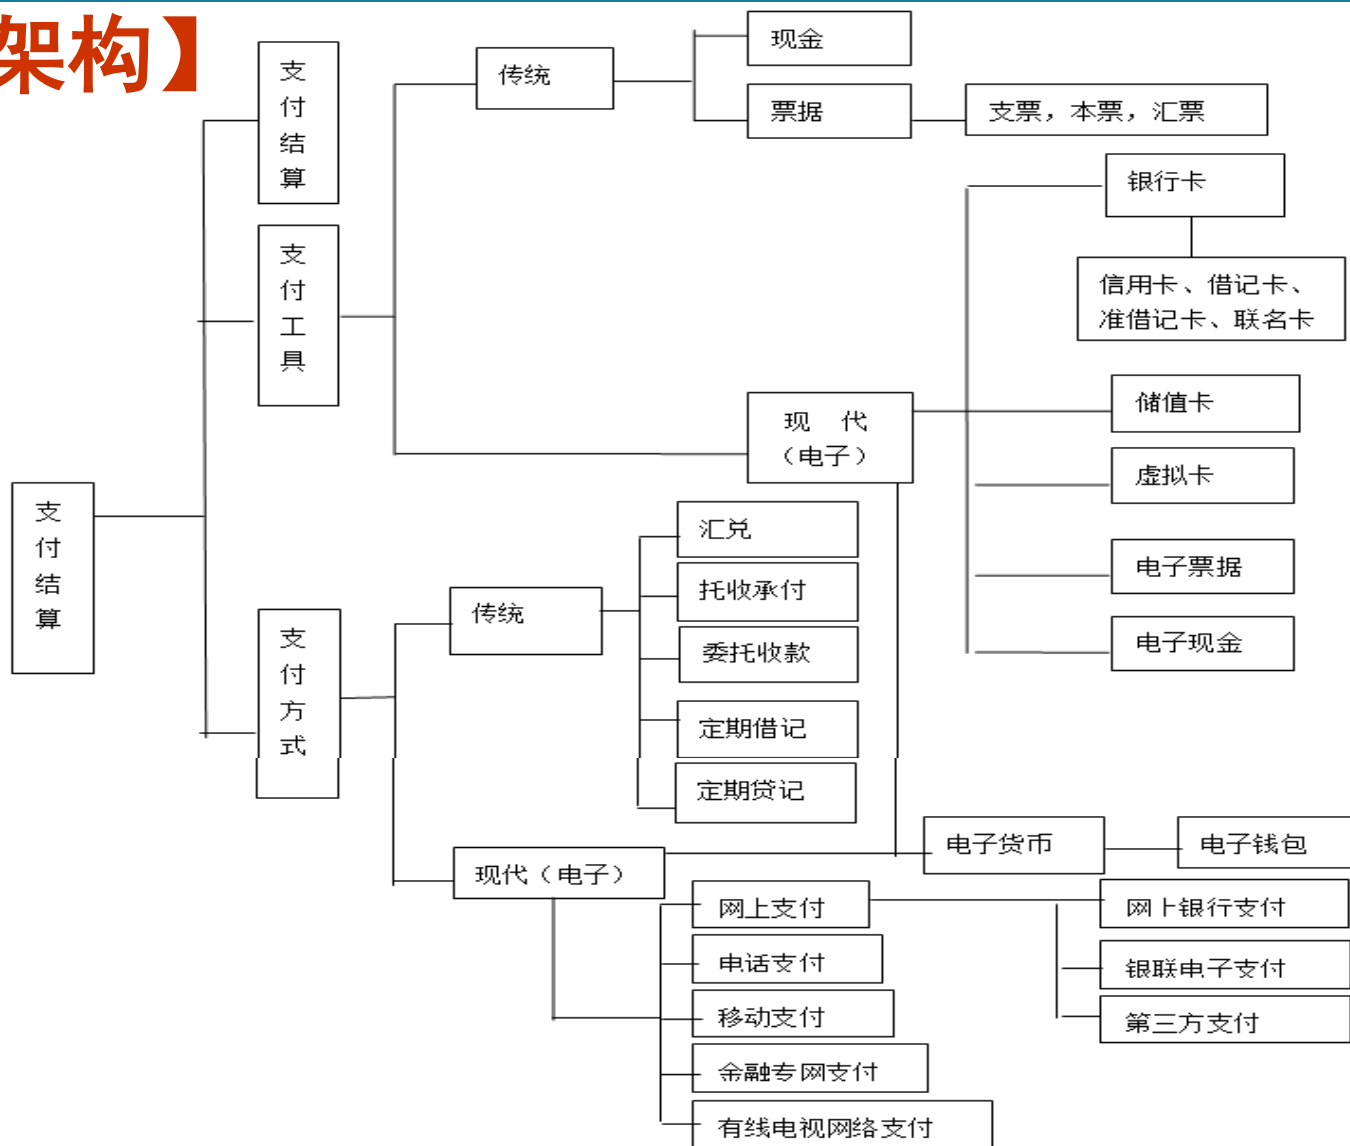 架构】
支付结算
支付结算
支付工具
支付方式
传统
现金
票据
支票，本票，汇票
现 代
（电子）
银行卡
信用卡、借记卡、
准借记卡、联名卡
储值卡
虚拟卡
电子票据
电子现金
传统
汇兑
托收承付
委托收款
定期借记
定期贷记
现代（电子）
电子货币
电子钱包
网上支付
电话支付
移动支付
金融专网支付
有线电视网络支付
网上银行支付
银联电子支付
第三方支付